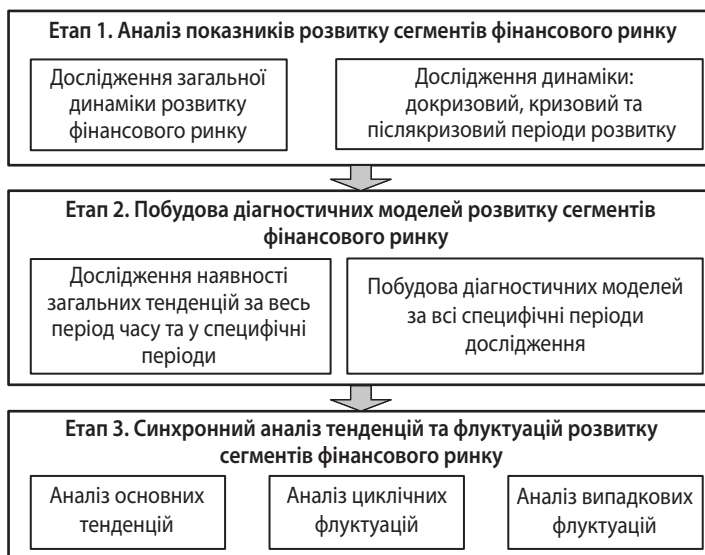 Етап 1. Аналіз показників розвитку сегментів фінансового ринку
Дослідження загальної
динаміки розвитку
фінансового ринку
Дослідження динаміки:
докризовий, кризовий та
післякризовий періоди розвитку
Етап 2. Побудова діагностичних моделей розвитку сегментів
фінансового ринку
Дослідження наявності
загальних тенденцій за весь
період часу та у специфічні
періоди
Побудова діагностичних моделей
за всі специфічні періоди
дослідження
Етап 3. Синхронний аналіз тенденцій та флуктуацій розвитку
сегментів фінансового ринку
Аналіз основних
тенденцій
Аналіз циклічних
флуктуацій
Аналіз випадкових
флуктуацій